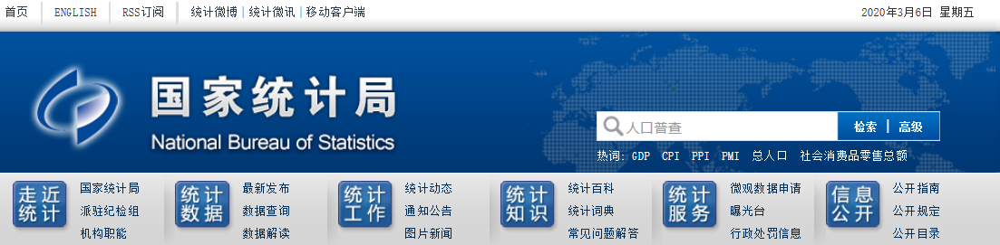 首页 ENGLISH RSS订阅 统计微博 | 统计微讯 | 移动客户端 2020年3月6日 星期五
国家统计局
National Bureau of Statistics
人口普查 检索 | 高级
热词: GDP CPI PPI PMI 总人口 社会消费品零售总额
走近 国家统计局 统计 最新发布 统计 统计动态 统计 统计百科 统计 微观数据申请 信息 公开指南
统计 派驻纪检组 数据 数据查询 工作 通知公告 知识 统计词典 服务 曝光台 公开 公开规定
机构职能 数据解读 图片新闻 常见问题解答 行政处罚信息 公开目录